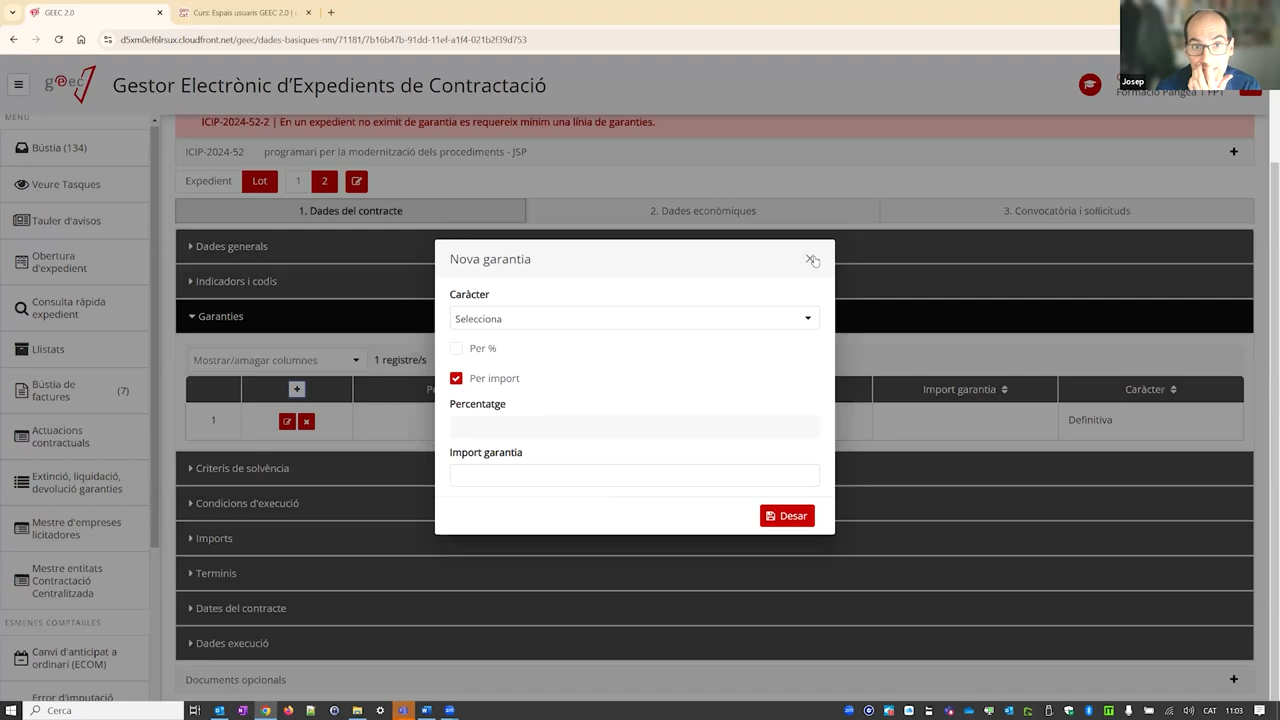 GEEC 2.0
Curs: Espais usuaris GEEC 2.0 | e
d5xm0ef6lrsux.cloudfront.net/geec/dades-basiques-nm/71181/7b16b47b-91dd-11ef-a1f4-021b2f39d753
Josep
geec
Gestor Electrònic d'Expedients de Contractació
Formació Pangea | FPT
MENÚ
Bústia (134)
Veure Tasques
Tauler d'avisos
Obertura
d'expedient
Consulta ràpida
expedient
Llistats
Bústia de
factures
(7)
Actuacions
contractuals
Extinció, liquidació,
devolució garanties
Mestre d'empreses
licitadores
Mestre entitats
Contractació
Centralitzada
ESMENES COMPTABLES
Canvi d'anticipat a
ordinari (ECOM)
Error d'imputació
ICIP-2024-52-2 | En un expedient no eximit de garantia es requereix mínim una línia de garanties.
ICIP-2024-52 programari per la modernització dels procediments - JSP
Expedient Lot 1 2
1. Dades del contracte 2. Dades econòmiques 3. Convocatòria i sol·licituds
Dades generals
Indicadors i codis
Garanties
Mostrar/amagar columnes 1 registre/s
Import garantia Caràcter
1 Definitiva
Criteris de solvència
Condicions d'execució
Imports
Terminis
Dates del contracte
Dades execució
Documents opcionals
Nova garantia
Caràcter
Selecciona
Per %
Per import
Percentatge
Import garantia
Desar
Cerca
CAT 11:03